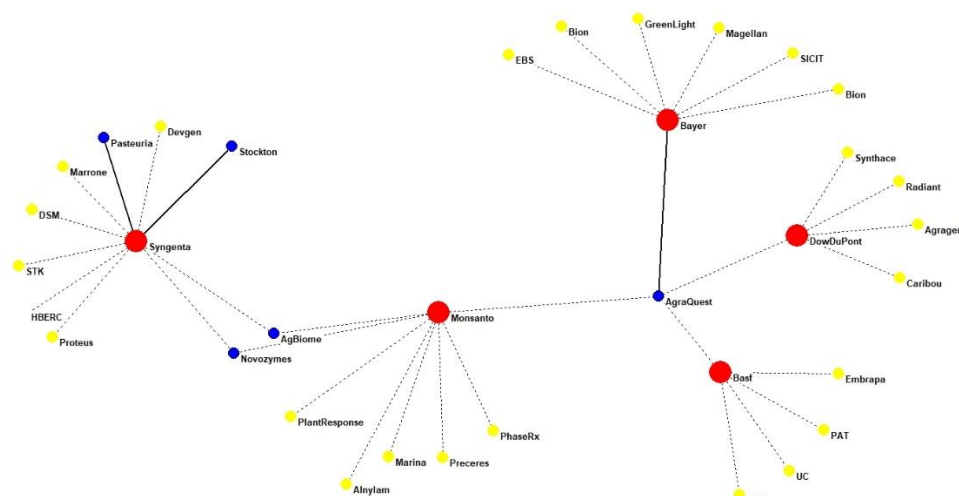 GreenLight
Bion
Magellan
EBS
SICIT
Bion
Bayer
Devgen
Pasteuria
Stockton
Synthace
Marrone
Radiant
DSM
Agragen
Syngenta
DowDuPont
STK
Caribou
AgraQuest
HBERC
Monsanto
Proteus
AgBiome
Novozymes
Basf
Embrapa
PlantResponse
PhaseRx
PAT
Marina
Preceres
UC
Alnylam